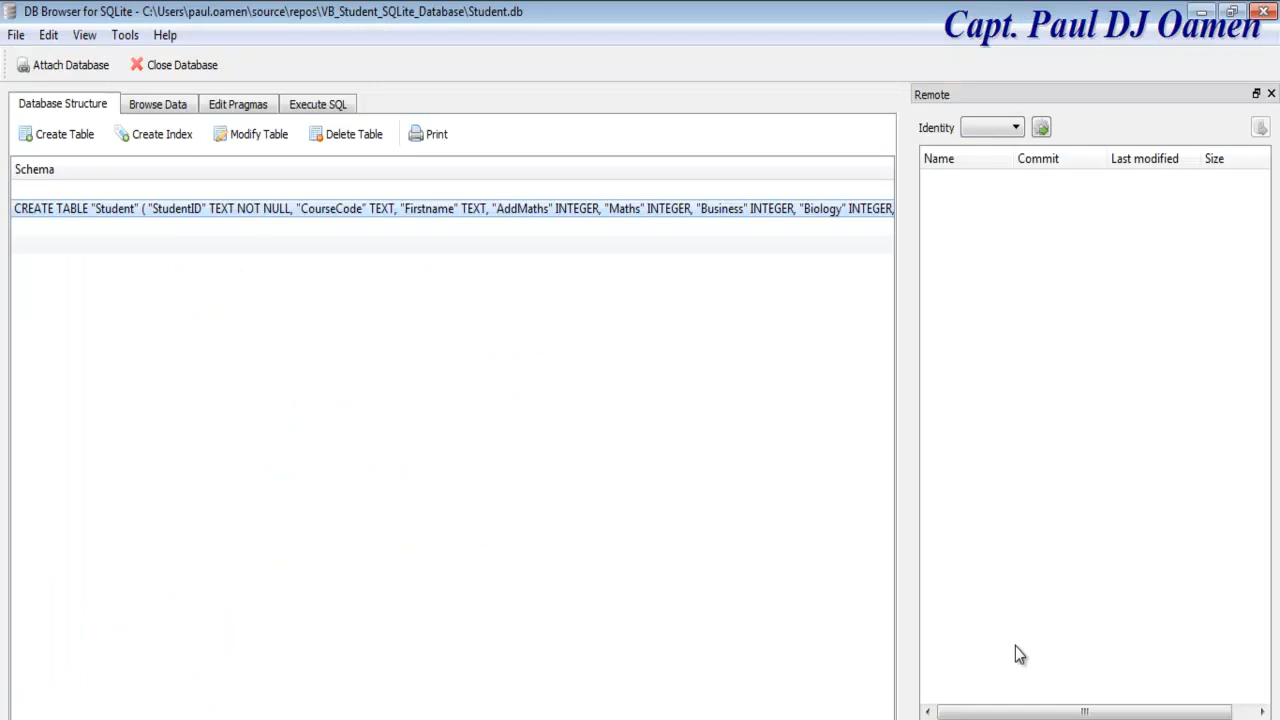 DB Browser for SQLite - C:\Users\paul.oamen\source\repos\VB_Student_SQLite_Database\Student.db
Capt. Paul DJ Oamen
File Edit View Tools Help
Attach Database Close Database
Database Structure Browse Data Edit Pragmas Execute SQL
Remote
Create Table Create Index Modify Table Delete Table Print
Identity
Schema
Name Commit Last modified Size
CREATE TABLE "Student" ( "StudentID" TEXT NOT NULL, "CourseCode" TEXT, "Firstname" TEXT, "AddMaths" INTEGER, "Maths" INTEGER, "Business" INTEGER, "Biology" INTEGER,